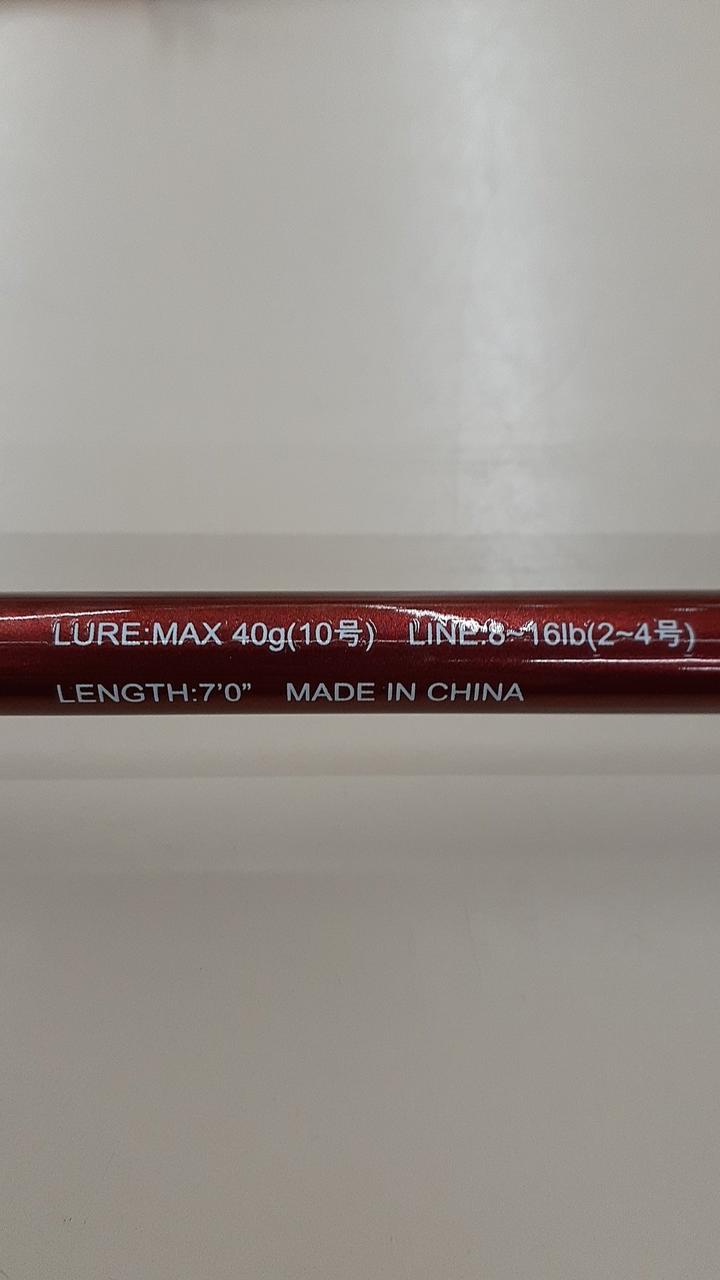 LURE:MAX 40g(10号) LINE:8~16lb(2~4号)
LENGTH:7'0” MADE IN CHINA